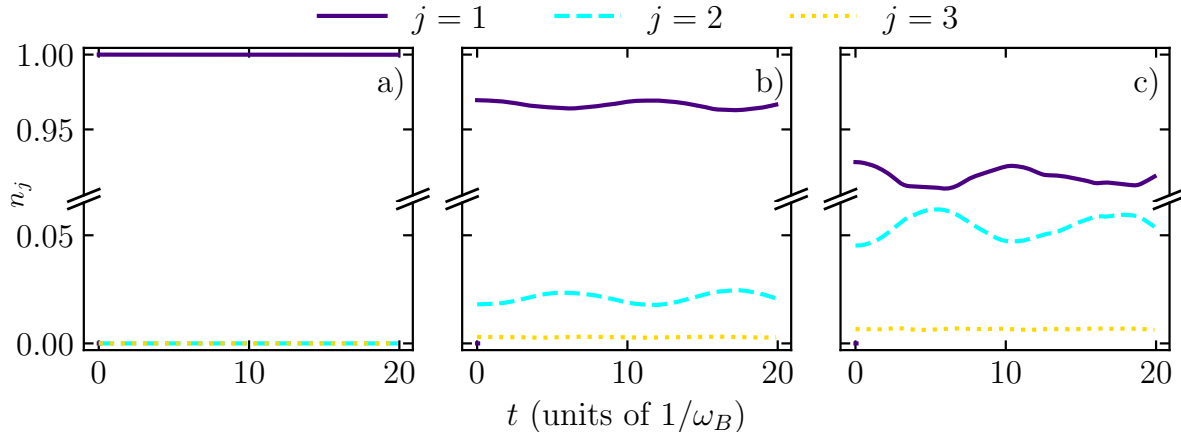 j = 1 j = 2 j = 3
1.00 a) b) c)
0.95
n_j
0.05
0.00
0 10 20 0 10 20 0 10 20
t (units of 1/ω_B)